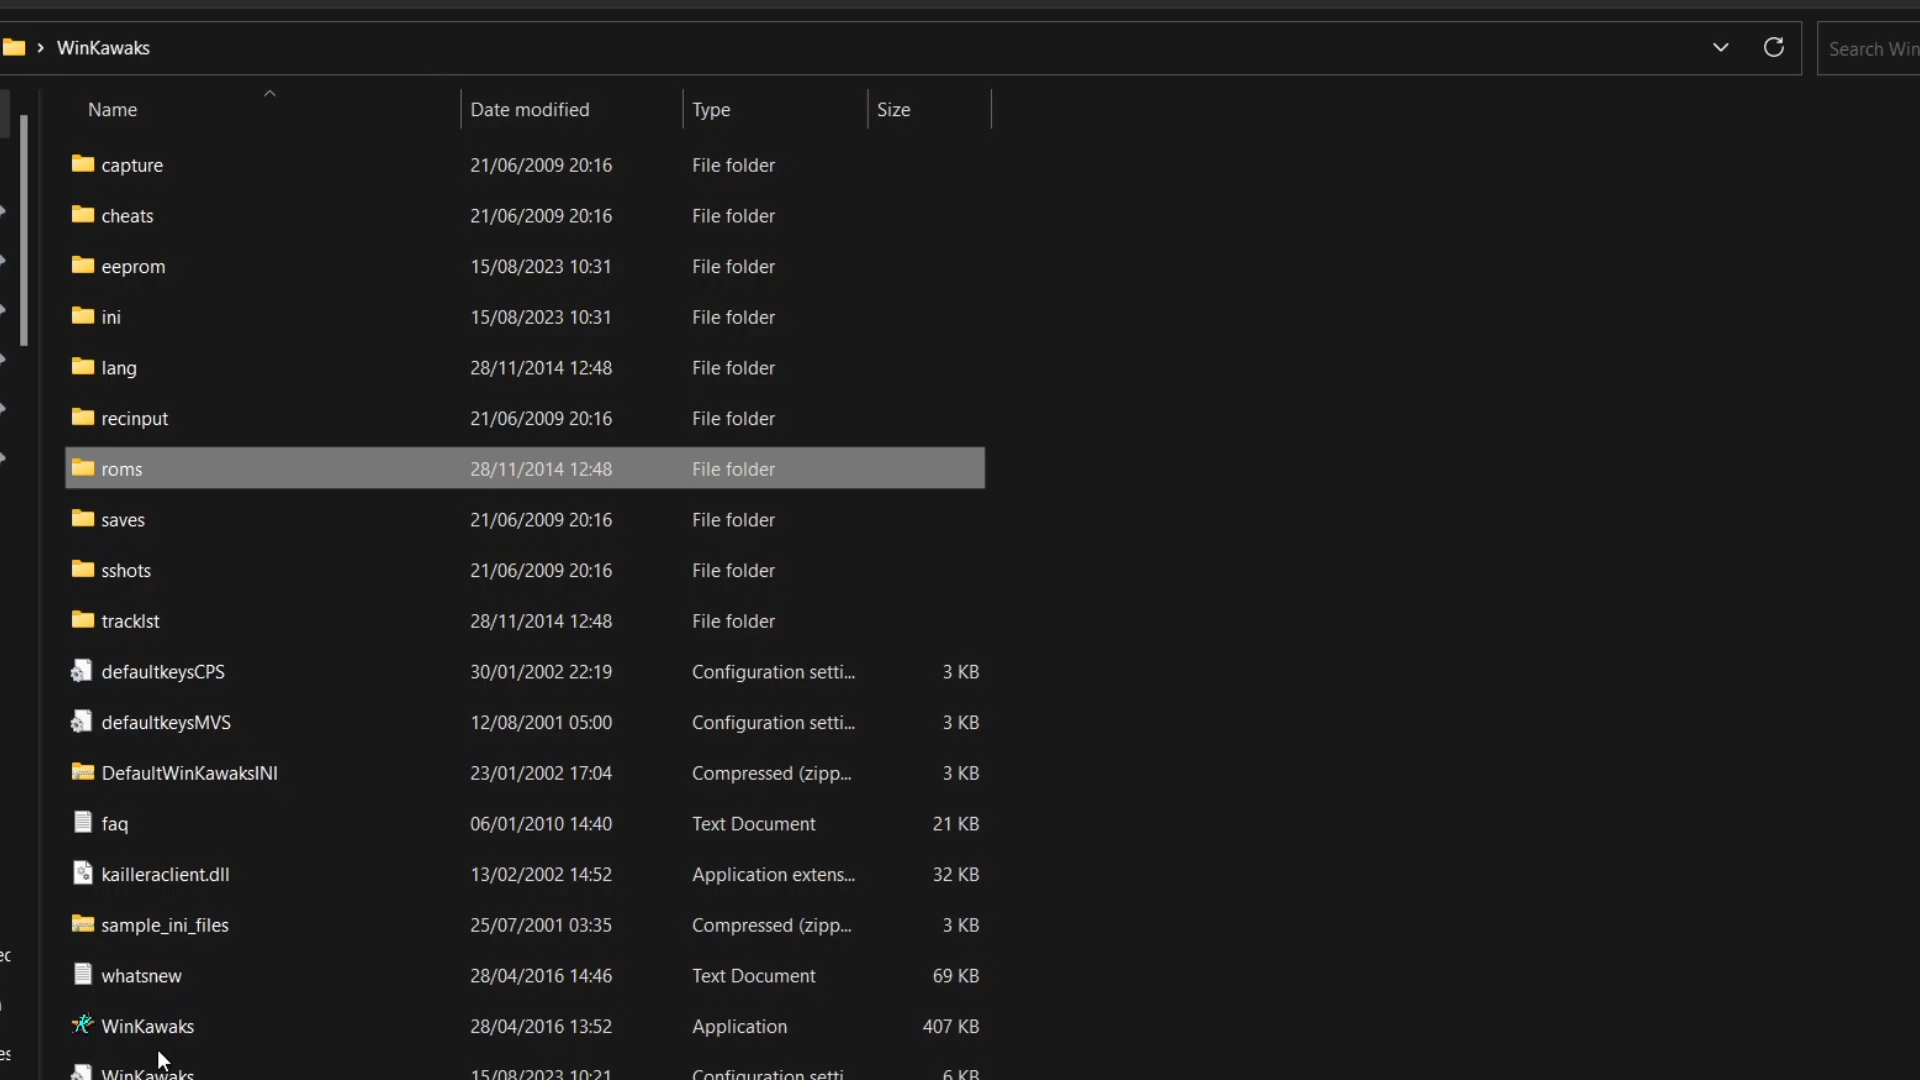 WinKawaks
Search Win
Name Date modified Type Size
capture 21/06/2009 20:16 File folder
cheats 21/06/2009 20:16 File folder
eeprom 15/08/2023 10:31 File folder
ini 15/08/2023 10:31 File folder
lang 28/11/2014 12:48 File folder
recinput 21/06/2009 20:16 File folder
roms 28/11/2014 12:48 File folder
saves 21/06/2009 20:16 File folder
sshots 21/06/2009 20:16 File folder
tracklst 28/11/2014 12:48 File folder
defaultkeysCPS 30/01/2002 22:19 Configuration setti... 3 KB
defaultkeysMVS 12/08/2001 05:00 Configuration setti... 3 KB
DefaultWinKawaksINI 23/01/2002 17:04 Compressed (zipp... 3 KB
faq 06/01/2010 14:40 Text Document 21 KB
kailleraclient.dll 13/02/2002 14:52 Application extens... 32 KB
sample_ini_files 25/07/2001 03:35 Compressed (zipp... 3 KB
whatsnew 28/04/2016 14:46 Text Document 69 KB
WinKawaks 28/04/2016 13:52 Application 407 KB
WinKawaks 15/08/2023 10:21 Configuration setti 6 KB